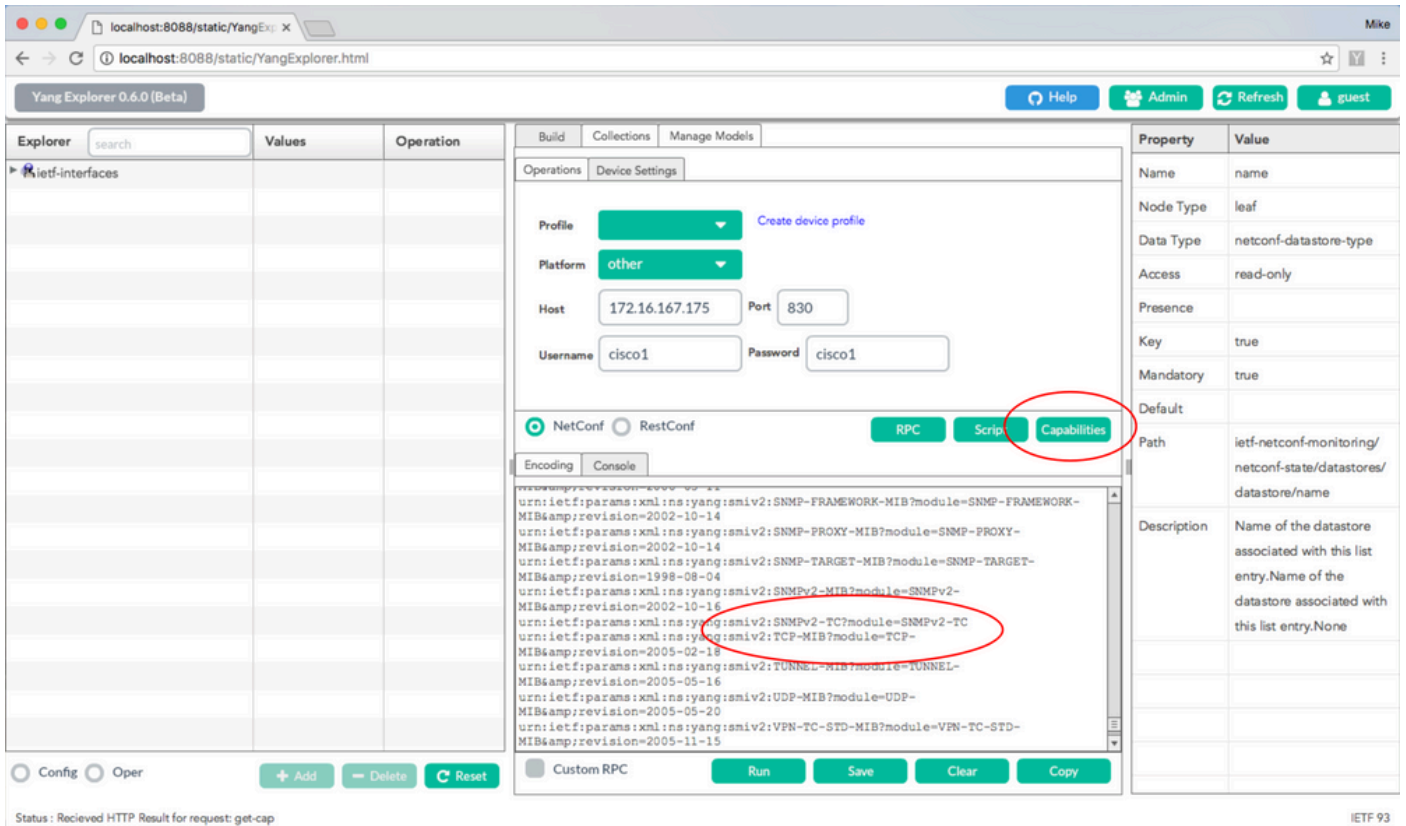 localhost:8088/static/YangExp
Mike
localhost:8088/static/YangExplorer.html
Yang Explorer 0.6.0 (Beta)
Help
Admin
Refresh
guest
Explorer
search
Values
Operation
ietf-interfaces
Build
Collections
Manage Models
Operations
Device Settings
Profile
Create device profile
Platform
other
Host
172.16.167.175
Port
830
Username
cisco1
Password
cisco1
NetConf
RestConf
RPC
Scrip
Capabilities
Encoding
Console
urn:ietf:params:xml:ns:yang:smiv2:SNMP-FRAMEWORK-MIB?module=SNMP-FRAMEWORK-
MIB&amp;revision=2002-10-14
urn:ietf:params:xml:ns:yang:smiv2:SNMP-PROXY-MIB?module=SNMP-PROXY-
MIB&amp;revision=2002-10-14
urn:ietf:params:xml:ns:yang:smiv2:SNMP-TARGET-MIB?module=SNMP-TARGET-
MIB&amp;revision=1998-08-04
urn:ietf:params:xml:ns:yang:smiv2:SNMPv2-MIB?module=SNMPv2-
MIB&amp;revision=2002-10-16
urn:ietf:params:xml:ns:yang:smiv2:SNMPv2-TC?module=SNMPv2-TC
urn:ietf:params:xml:ns:yang:smiv2:TCP-MIB?module=TCP-
MIB&amp;revision=2005-02-18
urn:ietf:params:xml:ns:yang:smiv2:TUNNEL-MIB?module=TUNNEL-
MIB&amp;revision=2005-05-16
urn:ietf:params:xml:ns:yang:smiv2:UDP-MIB?module=UDP-
MIB&amp;revision=2005-05-20
urn:ietf:params:xml:ns:yang:smiv2:VPN-TC-STD-MIB?module=VPN-TC-STD-
MIB&amp;revision=2005-11-15
Custom RPC
Run
Save
Clear
Copy
Config
Oper
Add
Delete
Reset
Property
Value
Name
name
Node Type
leaf
Data Type
netconf-datastore-type
Access
read-only
Presence
Key
true
Mandatory
true
Default
Path
ietf-netconf-monitoring/
netconf-state/datastores/
datastore/name
Description
Name of the datastore
associated with this list
entry.Name of the
datastore associated with
this list entry.None
Status : Recieved HTTP Result for request: get-cap
IETF 93